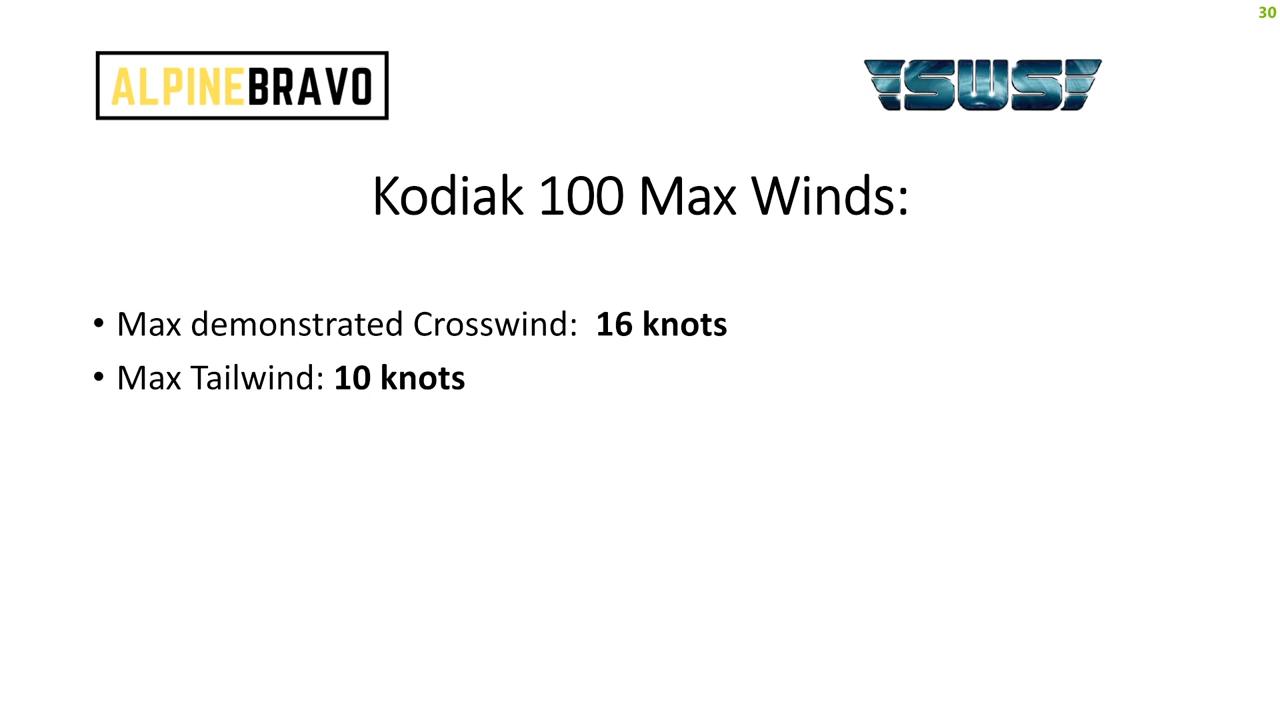 30
ALPINEBRAVO
SWS
Kodiak 100 Max Winds:
• Max demonstrated Crosswind: 16 knots
• Max Tailwind: 10 knots